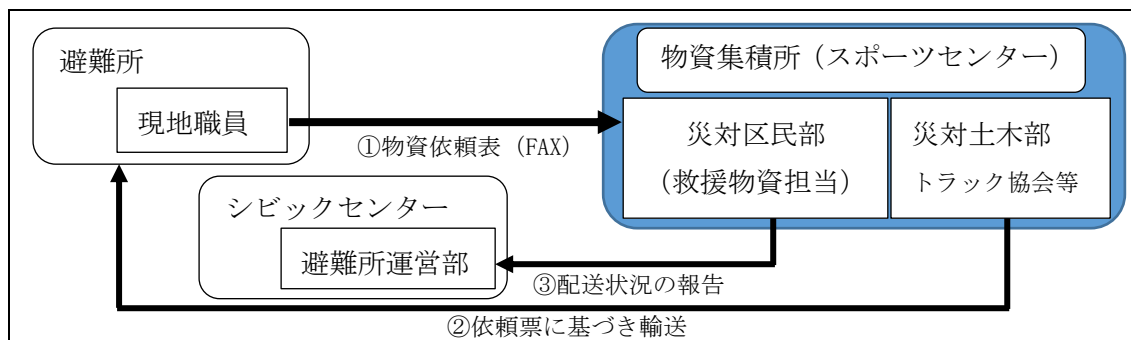 避難所
現地職員
①物資依頼表（FAX）
物資集積所（スポーツセンター）
災対区民部
（救援物資担当）
災対土木部
トラック協会等
シビックセンター
避難所運営部
③配送状況の報告
②依頼票に基づき輸送